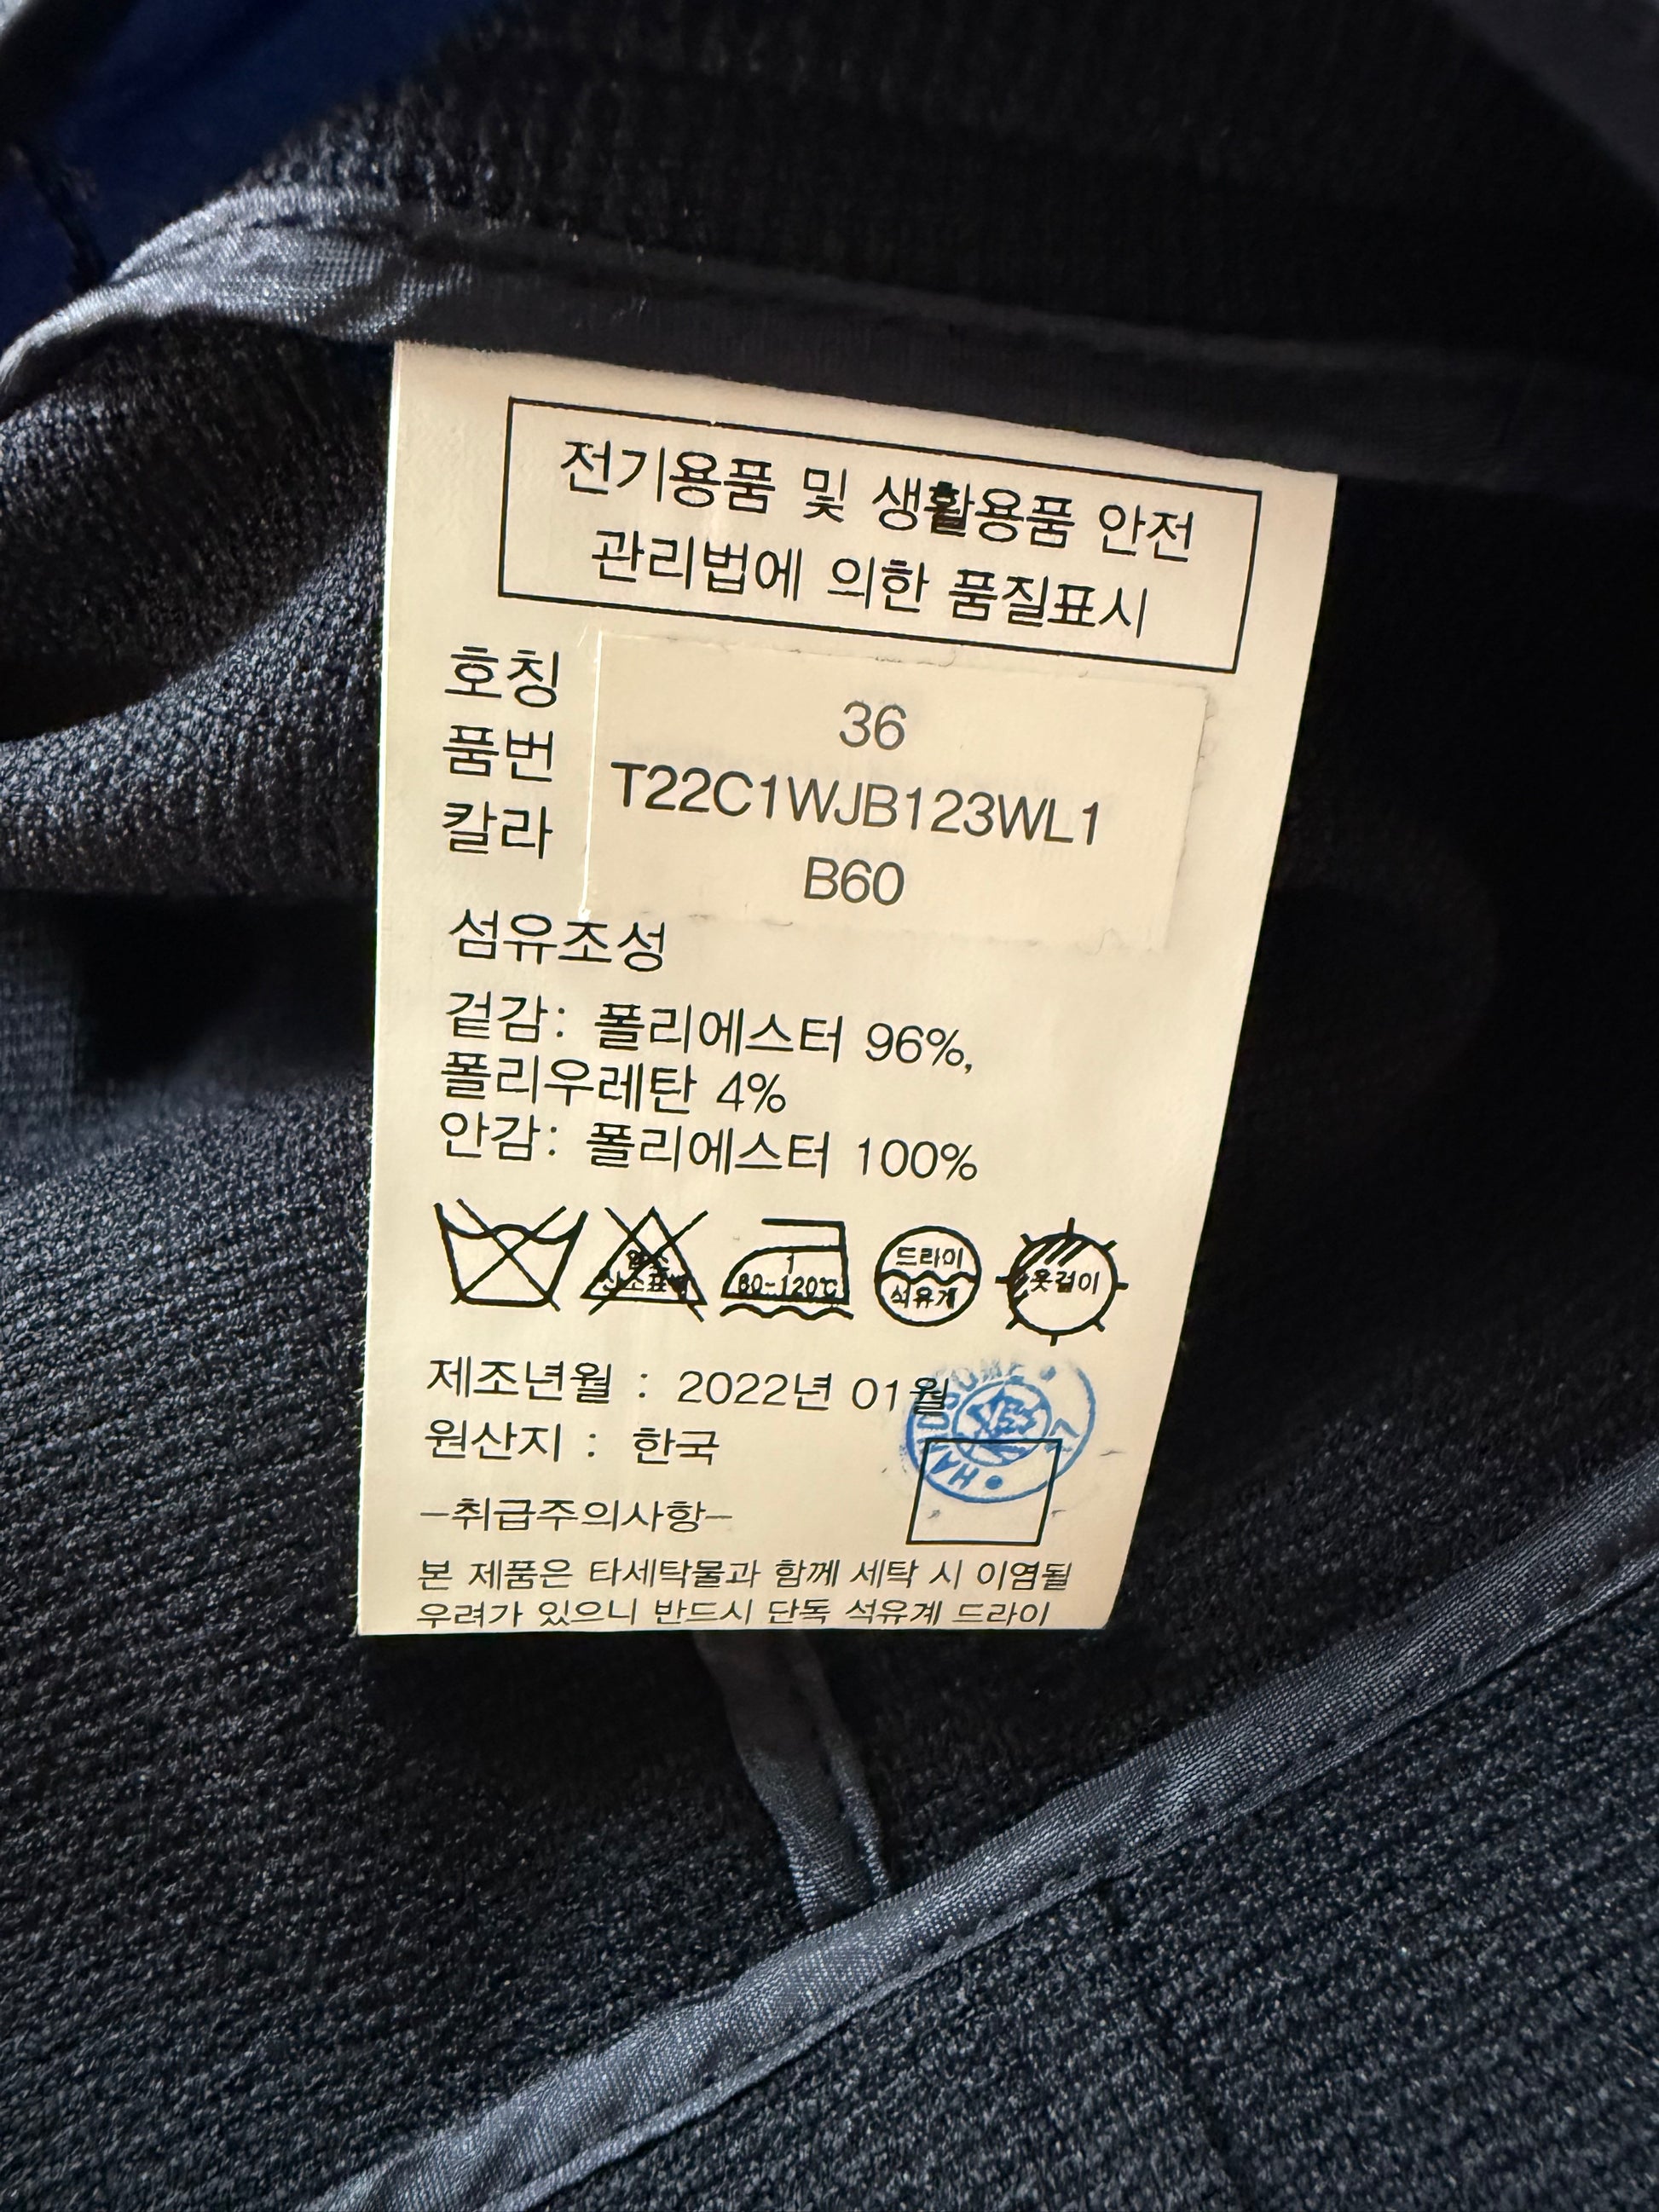 전기용품 및 생활용품 안전
관리법에 의한 품질표시
호칭 36
품번 T22C1WJB123WL1
칼라 B60
섬유조성
겉감: 폴리에스터 96%,
폴리우레탄 4%
안감: 폴리에스터 100%
1
80~120℃
드라이
석유계
옷걸이
제조년월 : 2022년 01월
원산지 : 한국
-취급주의사항-
본 제품은 타세탁물과 함께 세탁 시 이염될
우려가 있으니 반드시 단독 석유계 드라이